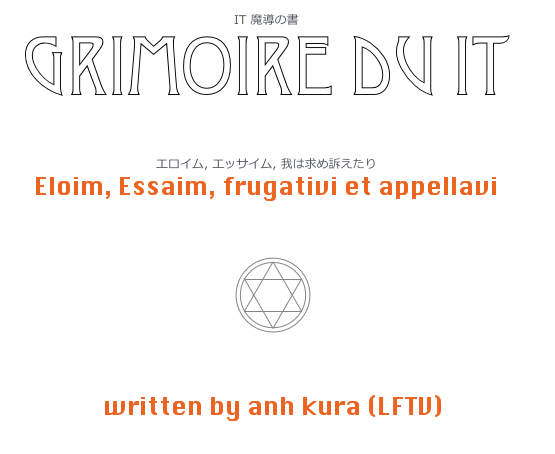 IT 魔導の書
GRIMOIRE DU IT
エロイム, エッサイム, 我は求め訴えたり
Eloim, Essaim, frugativi et appellavi
written by anh kura (LFTV)